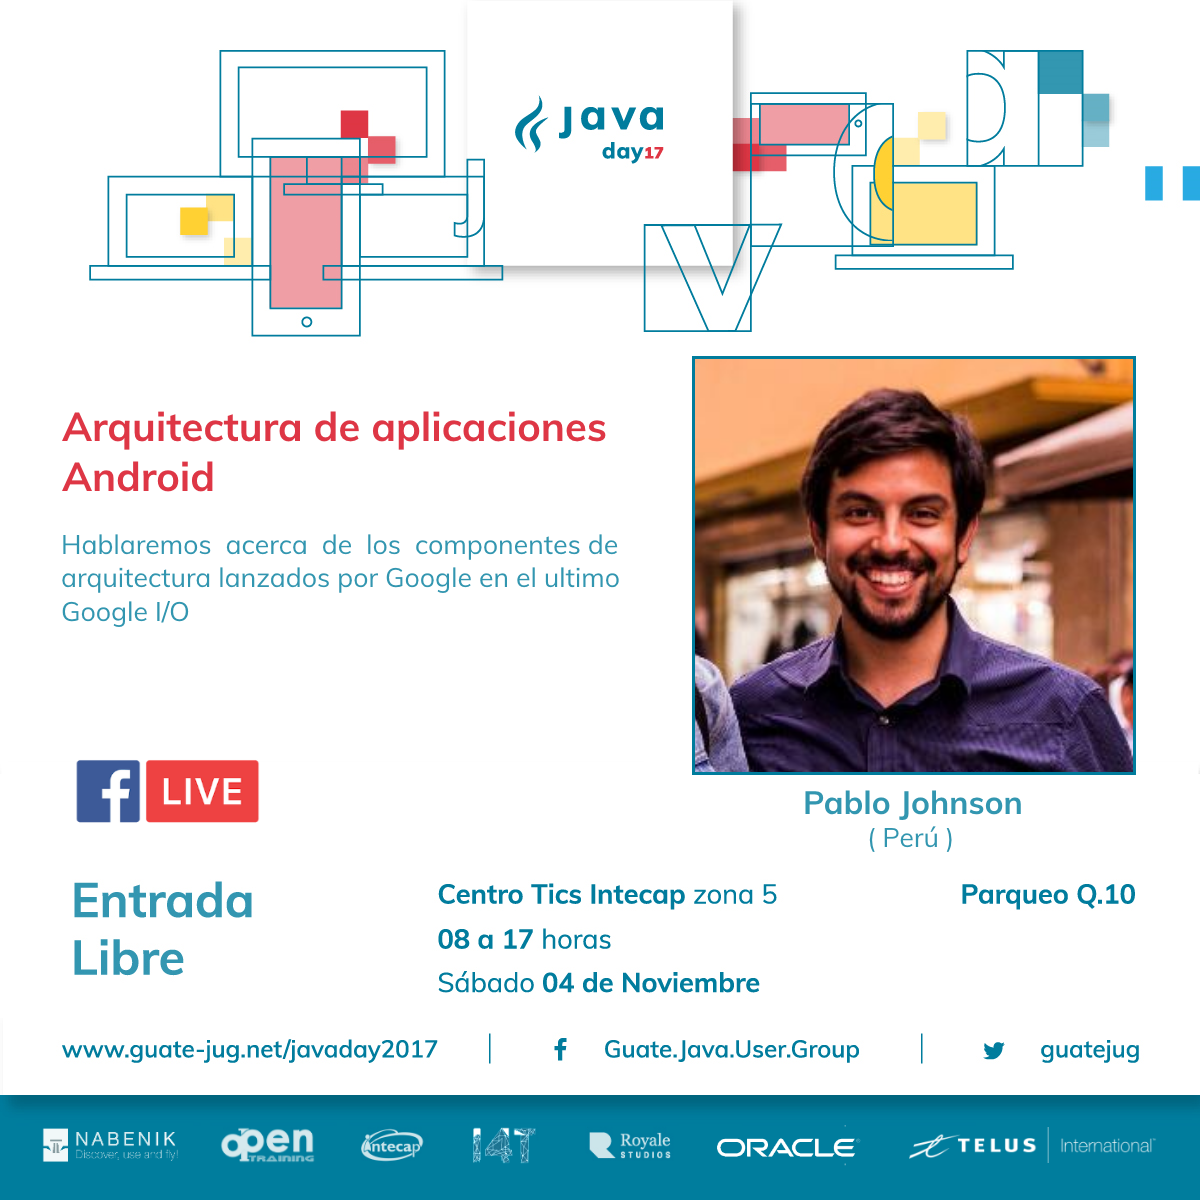 Java
day17
J
a
v
a
Arquitectura de aplicaciones
Android
Hablaremos acerca de los componentes de
arquitectura lanzados por Google en el ultimo
Google I/O
f LIVE
Pablo Johnson
( Perú )
Entrada
Libre
Centro Tics Intecap zona 5
08 a 17 horas
Sábado 04 de Noviembre
Parqueo Q.10
www.guate-jug.net/javaday2017
Guate.Java.User.Group
guatejug
NABENIK
Discover, use and fly!
open
TRAINING
intecap
I4T
Royale
STUDIOS
ORACLE
TELUS International